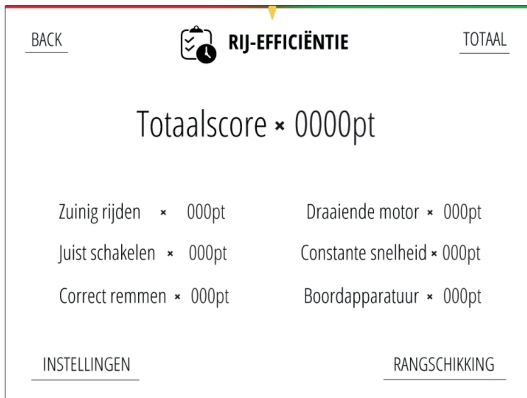 BACK
RIJ-EFFICIËNTIE
TOTAAL
Totaalscore × 0000pt
Zuinig rijden × 000pt
Draaiende motor × 000pt
Juist schakelen × 000pt
Constante snelheid × 000pt
Correct remmen × 000pt
Boordapparatuur × 000pt
INSTELLINGEN
RANGSCHIKKING